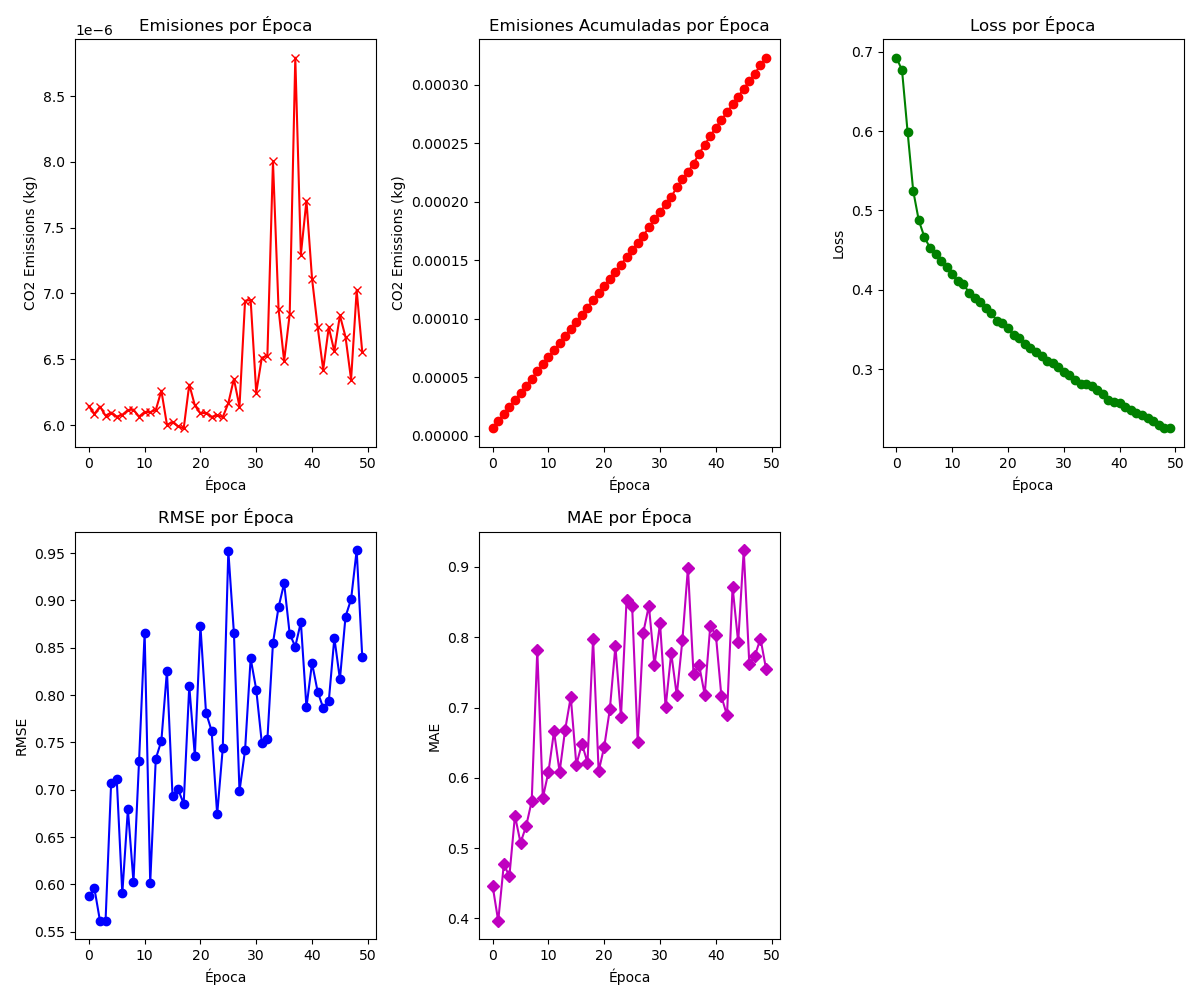 Emisiones por Época
1e−6
CO2 Emissions (kg)
8.5
8.0
7.5
7.0
6.5
6.0
0 10 20 30 40 50
Época
Emisiones Acumuladas por Época
CO2 Emissions (kg)
0.00030
0.00025
0.00020
0.00015
0.00010
0.00005
0.00000
0 10 20 30 40 50
Época
Loss por Época
Loss
0.7
0.6
0.5
0.4
0.3
0 10 20 30 40 50
Época
RMSE por Época
RMSE
0.95
0.90
0.85
0.80
0.75
0.70
0.65
0.60
0.55
0 10 20 30 40 50
Época
MAE por Época
MAE
0.9
0.8
0.7
0.6
0.5
0.4
0 10 20 30 40 50
Época